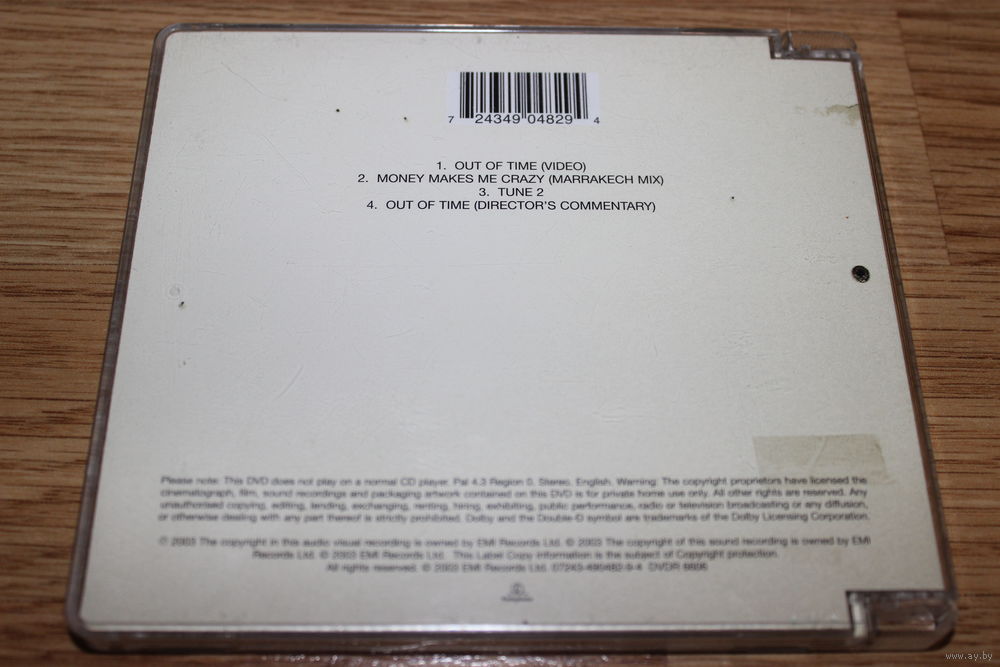 7 24349 04829 4
1. OUT OF TIME (VIDEO)
2. MONEY MAKES ME CRAZY (MARRAKECH MIX)
3. TUNE 2
4. OUT OF TIME (DIRECTOR'S COMMENTARY)
Please note: This DVD does not play on a normal CD player. Pal 4.3 Region 0, Stereo. English. Warning: The copyright proprietors have licensed the
cinematograph, film, sound recordings and packaging artwork contained on this DVD is for private home use only. All other rights are reserved. Any
unauthorised copying, editing, lending, exchanging, renting, hiring, exhibiting, public performance, radio or television broadcasting or any diffusion,
or otherwise dealing with any part thereof is strictly prohibited. Dolby and the Double-D symbol are trademarks of the Dolby Licensing Corporation.
℗ 2003 The copyright in this audio visual recording is owned by EMI Records Ltd. © 2003 The copyright of this sound recording is owned by EMI
Records Ltd. © 2003 EMI Records Ltd. This Label Copy information is the subject of Copyright protection.
All rights reserved. © 2003 EMI Records Ltd. DVDR
www.ay.by